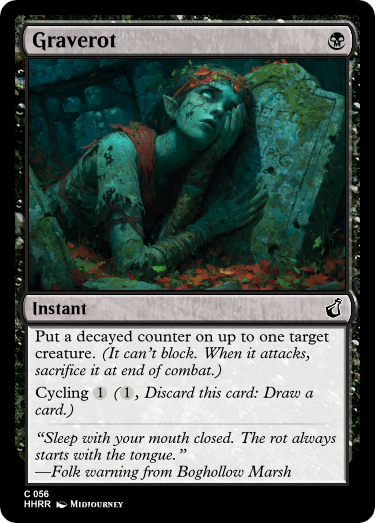 Graverot
Instant
Put a decayed counter on up to one target
creature. (It can't block. When it attacks,
sacrifice it at end of combat.)
Cycling 1 (1, Discard this card: Draw a
card.)
“Sleep with your mouth closed. The rot always
starts with the tongue.”
—Folk warning from Boghollow Marsh
C 056
HHRR Midjourney